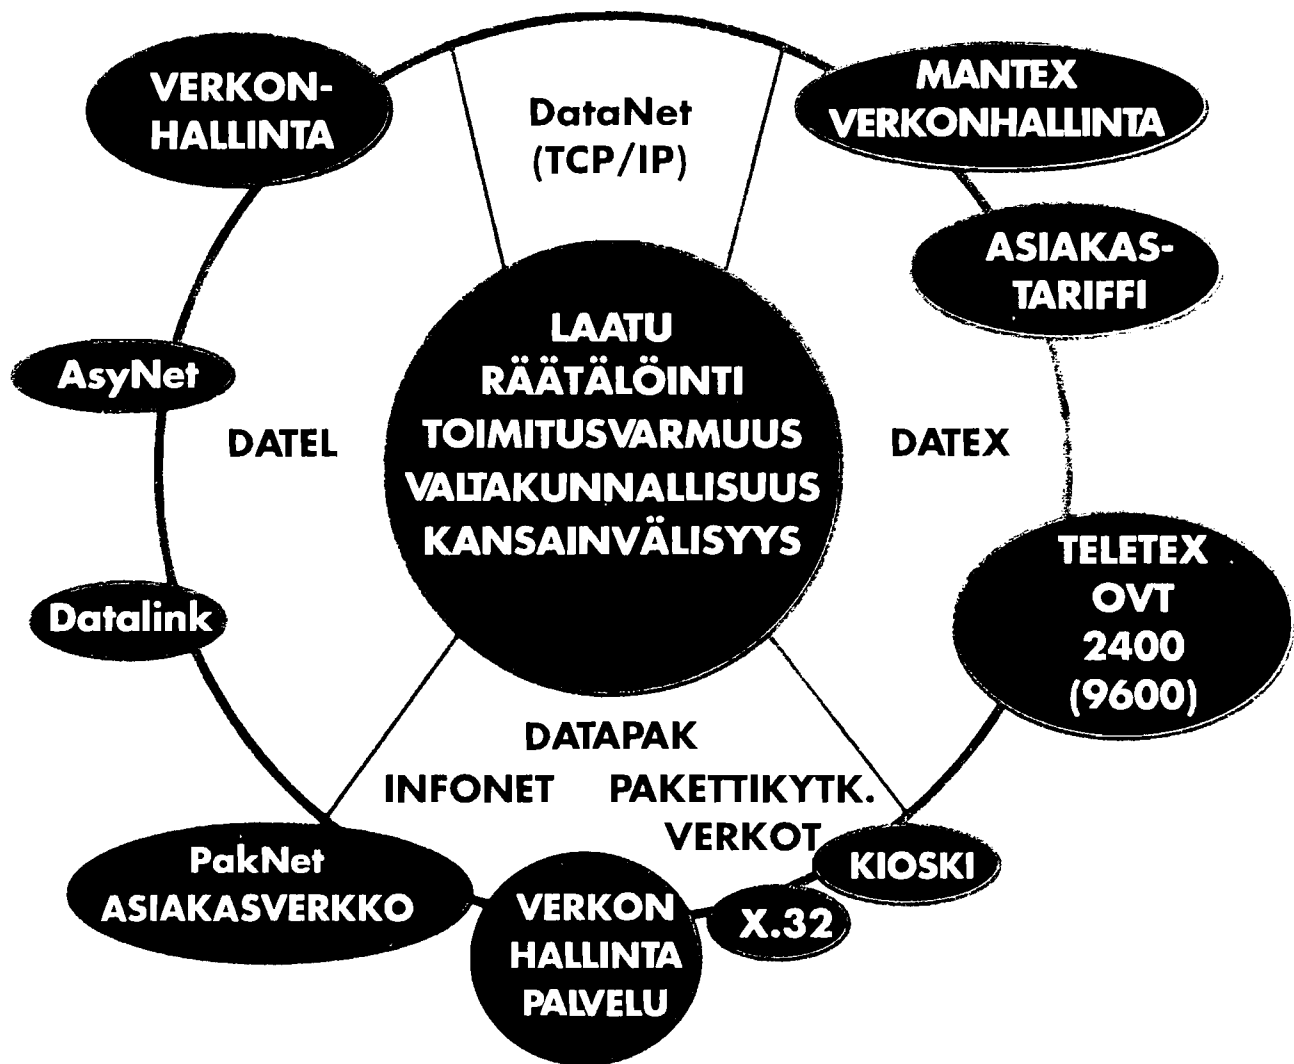 VERKON-
HALLINTA
DataNet
(TCP/IP)
MANTEX
VERKONHALLINTA
ASIAKAS-
TARIFFI
LAATU
RÄÄTÄLÖINTI
TOIMITUSVARMUUS
VALTAKUNNALLISUUS
KANSAINVÄLISYYS
AsyNet
DATEL
DATEX
Datalink
TELETEX
OVT
2400
(9600)
DATAPAK
INFONET
PAKETTIKYTK.
VERKOT
PakNet
ASIAKASVERKKO
VERKON
HALLINTA
PALVELU
X.32
KIOSKI